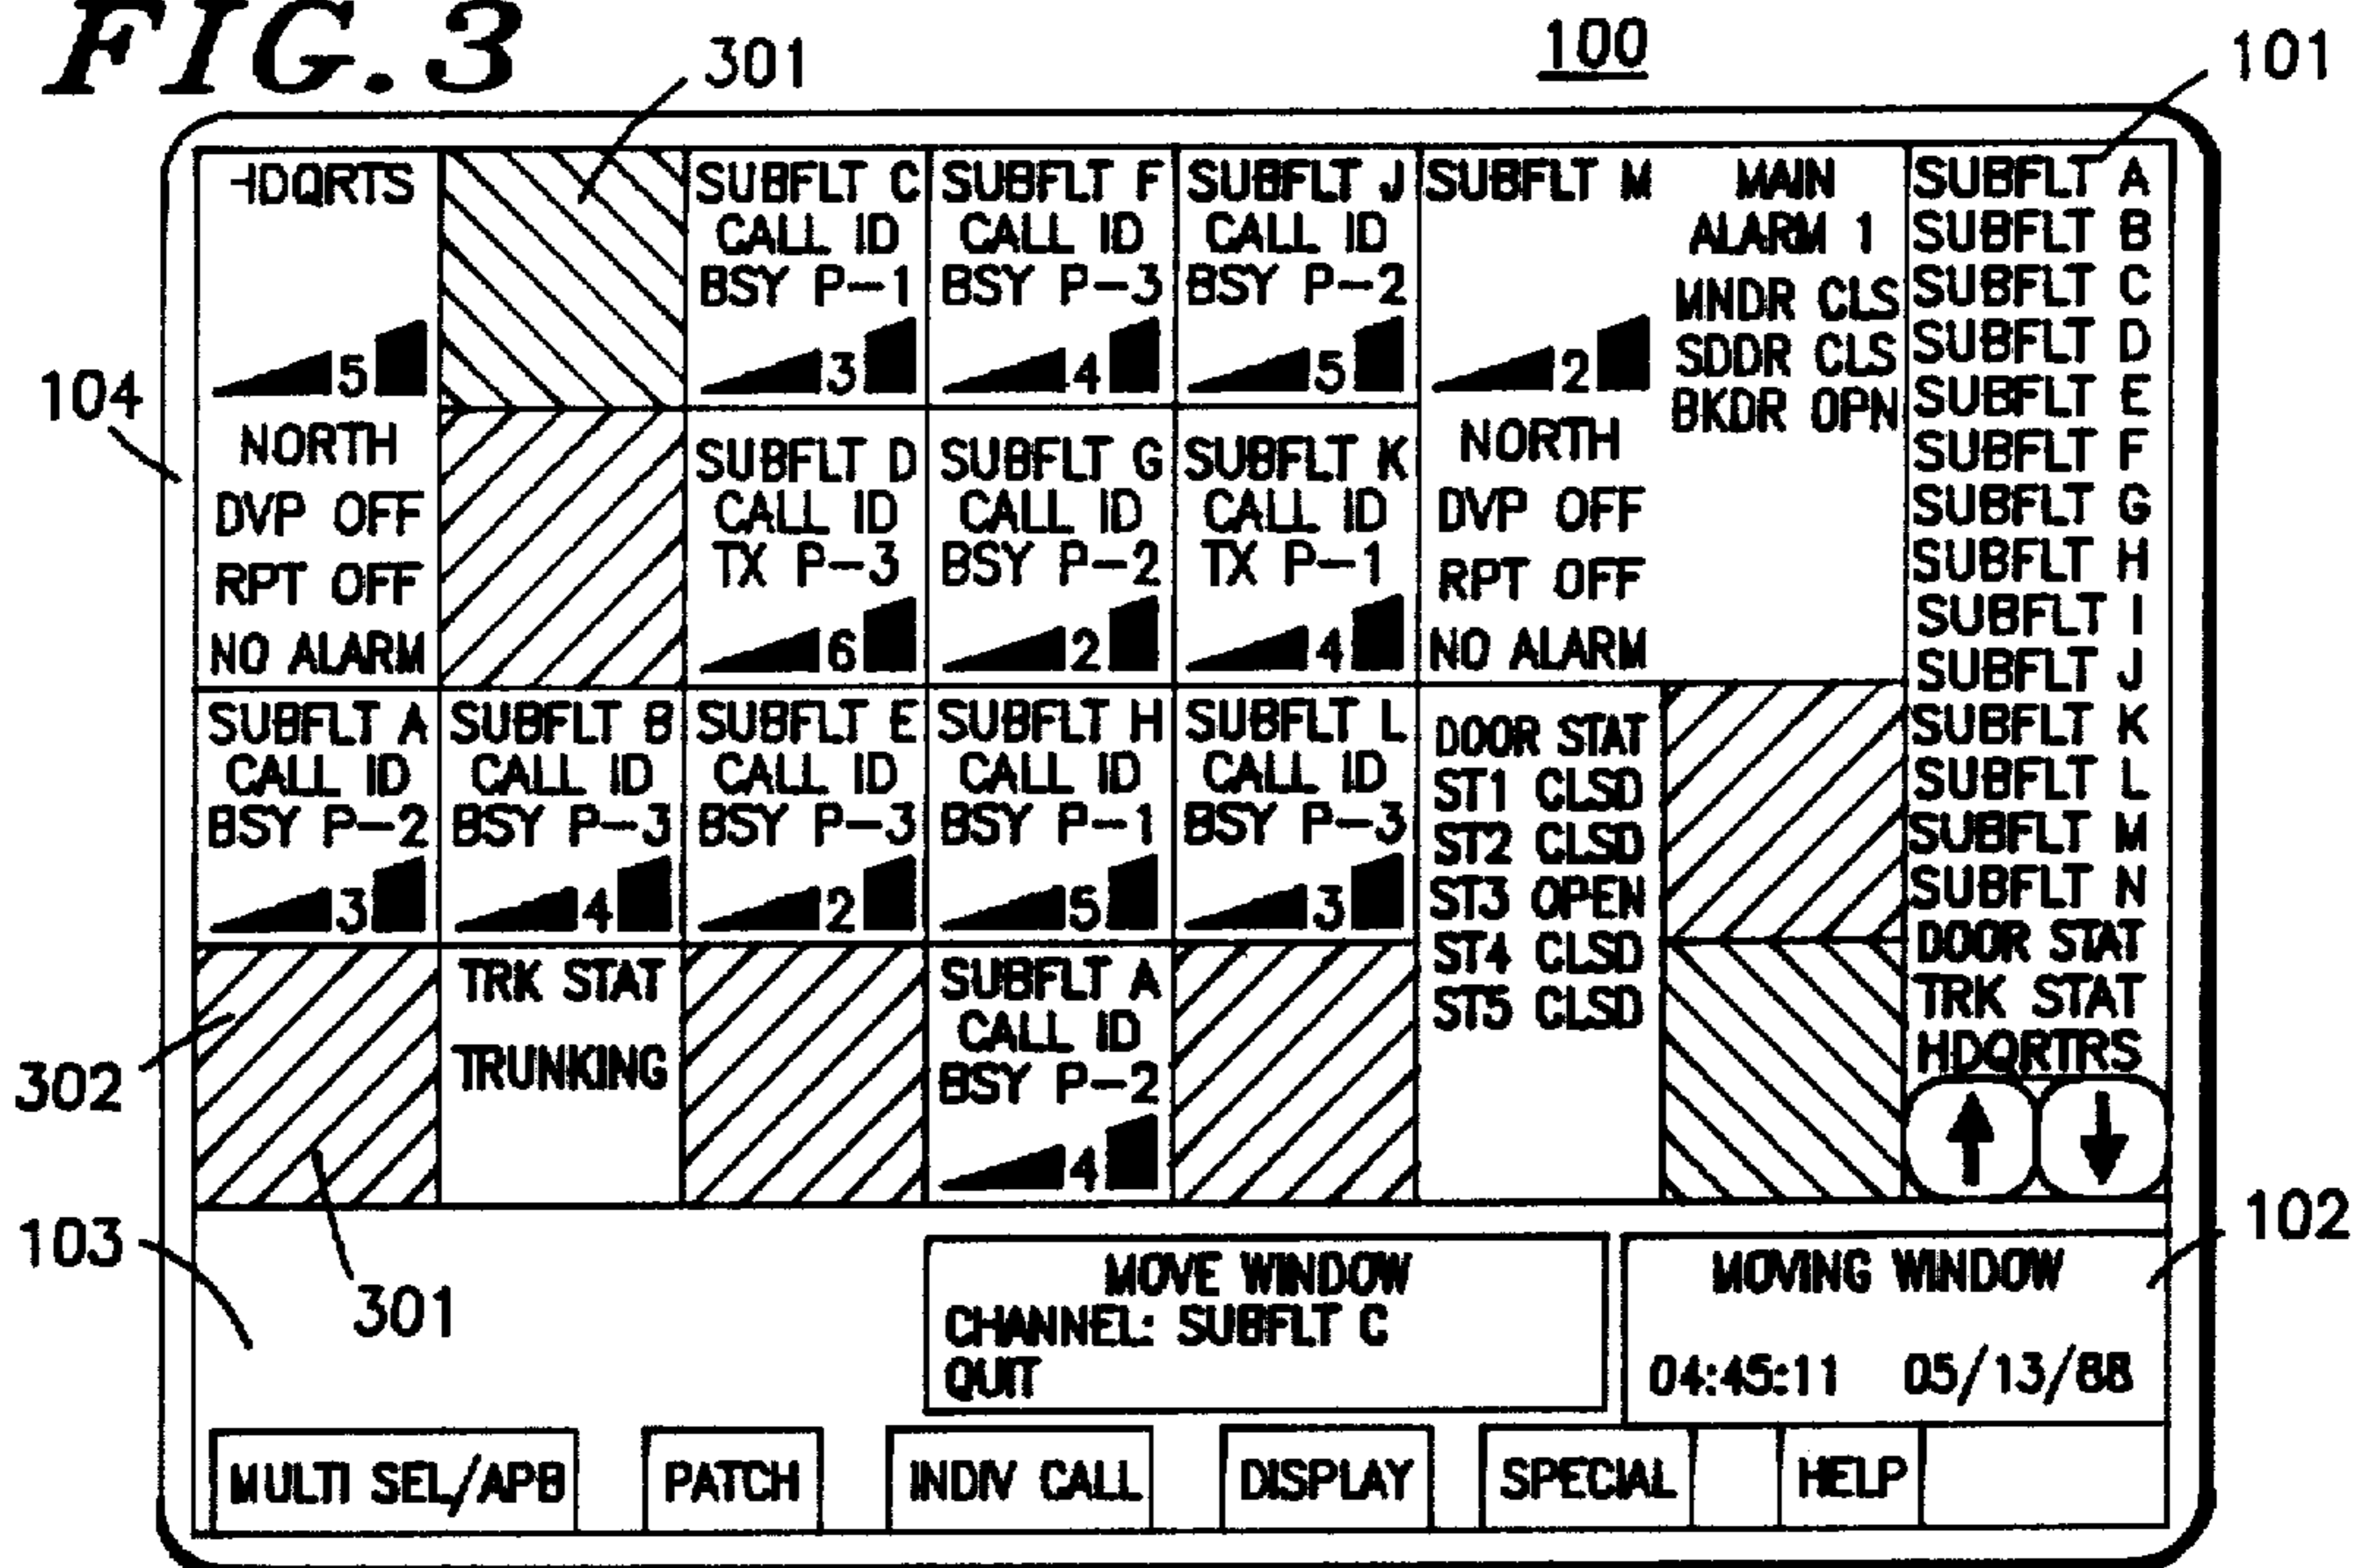 FIG. 3
301
100
101
HDQRTS
5
NORTH
DVP OFF
RPT OFF
NO ALARM
SUBFLT C
CALL ID
BSY P-1
3
SUBFLT F
CALL ID
BSY P-3
4
SUBFLT J
CALL ID
BSY P-2
5
SUBFLT M
2
NORTH
DVP OFF
RPT OFF
NO ALARM
MAIN
ALARM 1
MNDR CLS
SDDR CLS
BKDR OPN
104
SUBFLT D
CALL ID
TX P-3
6
SUBFLT G
CALL ID
BSY P-2
2
SUBFLT K
CALL ID
TX P-1
4
SUBFLT A
CALL ID
BSY P-2
3
SUBFLT B
CALL ID
BSY P-3
4
SUBFLT E
CALL ID
BSY P-3
2
SUBFLT H
CALL ID
BSY P-1
5
SUBFLT L
CALL ID
BSY P-3
3
DOOR STAT
ST1 CLSD
ST2 CLSD
ST3 OPEN
ST4 CLSD
ST5 CLSD
302
TRK STAT
TRUNKING
SUBFLT A
CALL ID
BSY P-2
4
SUBFLT A
SUBFLT B
SUBFLT C
SUBFLT D
SUBFLT E
SUBFLT F
SUBFLT G
SUBFLT H
SUBFLT I
SUBFLT J
SUBFLT K
SUBFLT L
SUBFLT M
SUBFLT N
DOOR STAT
TRK STAT
HDQRTRS
103
301
102
MOVE WINDOW
CHANNEL: SUBFLT C
QUIT
MOVING WINDOW
04:45:11 05/13/88
MULTI SEL/APB
PATCH
INDIV CALL
DISPLAY
SPECIAL
HELP